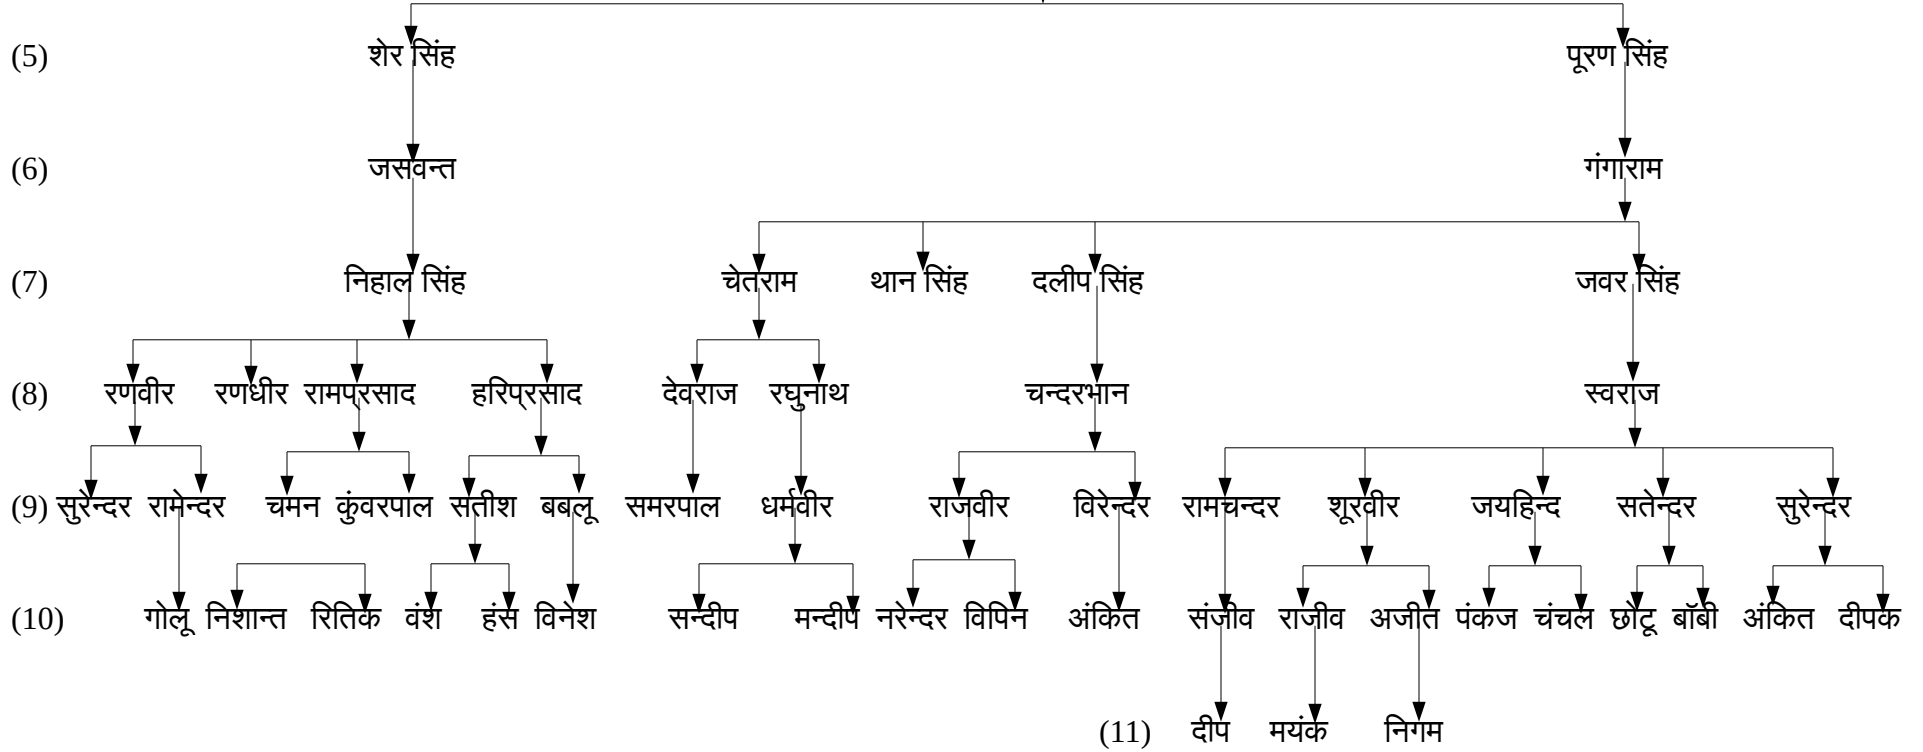 (5) शेर सिंह पूरण सिंह
(6) जसवन्त गंगाराम
(7) निहाल सिंह चेतराम थान सिंह दलीप सिंह जवर सिंह
(8) रणवीर रणधीर रामप्रसाद हरिप्रसाद देवराज रघुनाथ चन्दरभान स्वराज
(9) सुरेन्दर रामेन्दर चमन कुंवरपाल सतीश बबलू समरपाल धर्मवीर राजवीर विरेन्दर रामचन्दर शूरवीर जयहिन्द सतेन्दर सुरेन्दर
(10) गोलू निशान्त रितिक वंश हंस विनेश सन्दीप मन्दीप नरेन्दर विपिन अंकित संजीव राजीव अजीत पंकज चंचल छोटू बॉबी अंकित दीपक
(11) दीप मयंक निगम